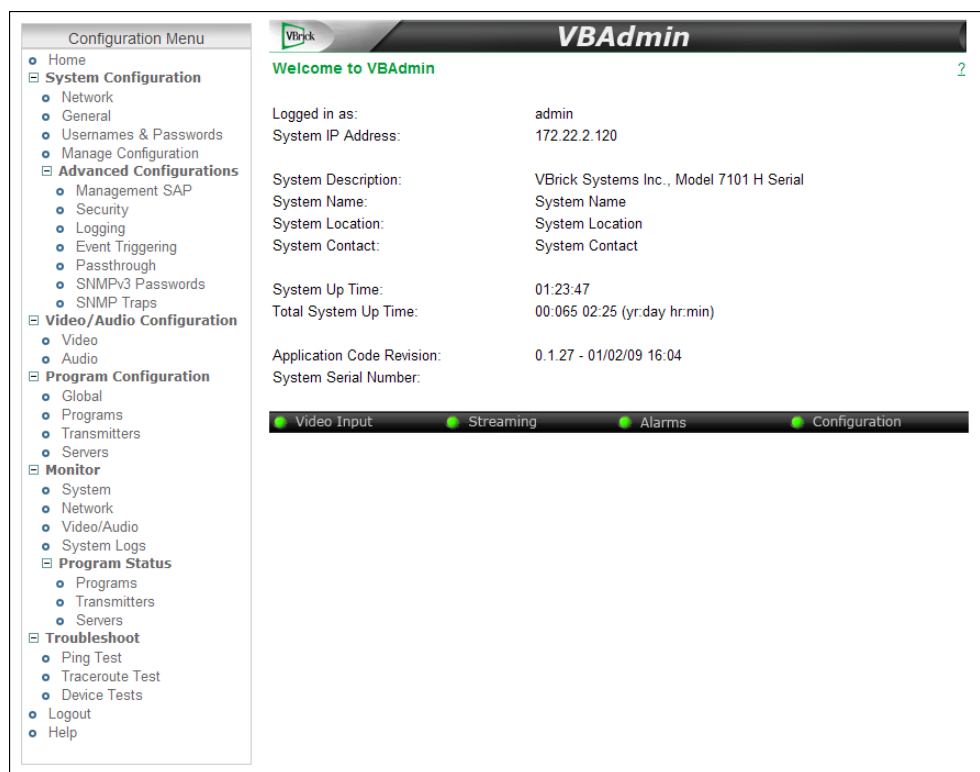 Configuration Menu
Home
System Configuration
Network
General
Usernames & Passwords
Manage Configuration
Advanced Configurations
Management SAP
Security
Logging
Event Triggering
Passthrough
SNMPv3 Passwords
SNMP Traps
Video/Audio Configuration
Video
Audio
Program Configuration
Global
Programs
Transmitters
Servers
Monitor
System
Network
Video/Audio
System Logs
Program Status
Programs
Transmitters
Servers
Troubleshoot
Ping Test
Traceroute Test
Device Tests
Logout
Help
VBrick VBAdmin
Welcome to VBAdmin ?
Logged in as: admin
System IP Address: 172.22.2.120
System Description: VBrick Systems Inc., Model 7101 H Serial
System Name: System Name
System Location: System Location
System Contact: System Contact
System Up Time: 01:23:47
Total System Up Time: 00:065 02:25 (yr:day hr:min)
Application Code Revision: 0.1.27 - 01/02/09 16:04
System Serial Number:
Video Input Streaming Alarms Configuration